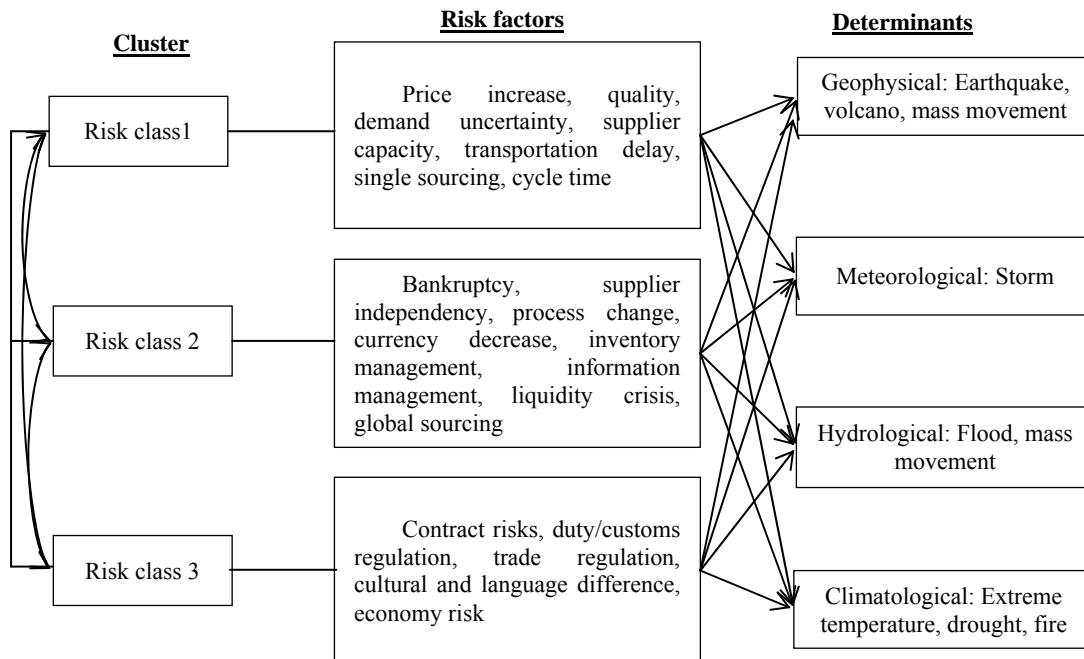 Cluster
Risk factors
Determinants
Risk class1
Price increase, quality,
demand uncertainty, supplier
capacity, transportation delay,
single sourcing, cycle time
Geophysical: Earthquake,
volcano, mass movement
Risk class 2
Bankruptcy, supplier
independency, process change,
currency decrease, inventory
management, information
management, liquidity crisis,
global sourcing
Meteorological: Storm
Hydrological: Flood, mass
movement
Risk class 3
Contract risks, duty/customs
regulation, trade regulation,
cultural and language difference,
economy risk
Climatological: Extreme
temperature, drought, fire